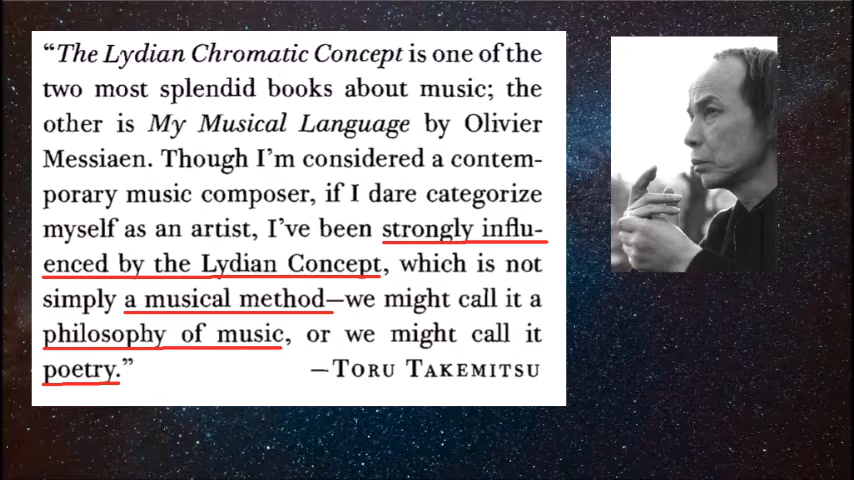 “The Lydian Chromatic Concept is one of the
two most splendid books about music; the
other is My Musical Language by Olivier
Messiaen. Though I’m considered a contem-
porary music composer, if I dare categorize
myself as an artist, I’ve been strongly influ-
enced by the Lydian Concept, which is not
simply a musical method—we might call it a
philosophy of music, or we might call it
poetry.” —TORU TAKEMITSU